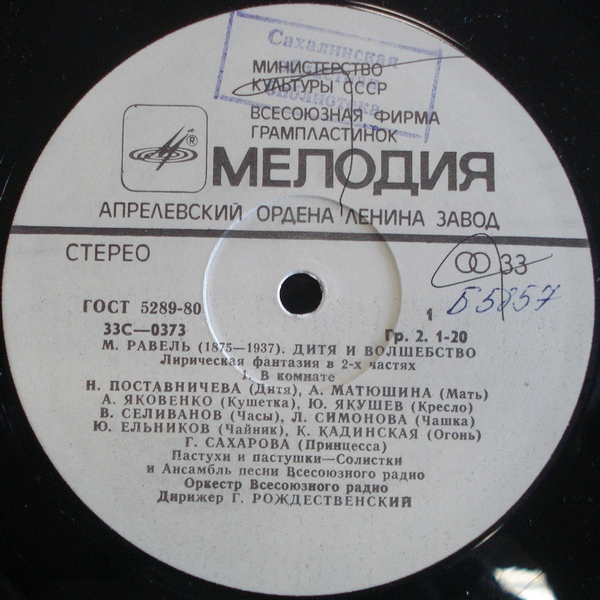 Сахалинская
библиотека
МИНИСТЕРСТВО
КУЛЬТУРЫ СССР
ВСЕСОЮЗНАЯ ФИРМА
ГРАМПЛАСТИНОК
®
МЕЛОДИЯ
АПРЕЛЕВСКИЙ ОРДЕНА ЛЕНИНА ЗАВОД
СТЕРЕО
33
ГОСТ 5289-80
1 Б5857
33С—0373
Гр. 2. 1-20
М. РАВЕЛЬ (1875—1937). ДИТЯ И ВОЛШЕБСТВО
Лирическая фантазия в 2-х частях
1. В комнате
Н. ПОСТАВНИЧЕВА (Дитя), А. МАТЮШИНА (Мать)
А. ЯКОВЕНКО (Кушетка), Ю. ЯКУШЕВ (Кресло)
В. СЕЛИВАНОВ (Часы), Л. СИМОНОВА (Чашка)
Ю. ЕЛЬНИКОВ (Чайник), К. КАДИНСКАЯ (Огонь)
Г. САХАРОВА (Принцесса)
Пастухи и пастушки—Солистки
и Ансамбль песни Всесоюзного радио
Оркестр Всесоюзного радио
Дирижер Г. РОЖДЕСТВЕНСКИЙ